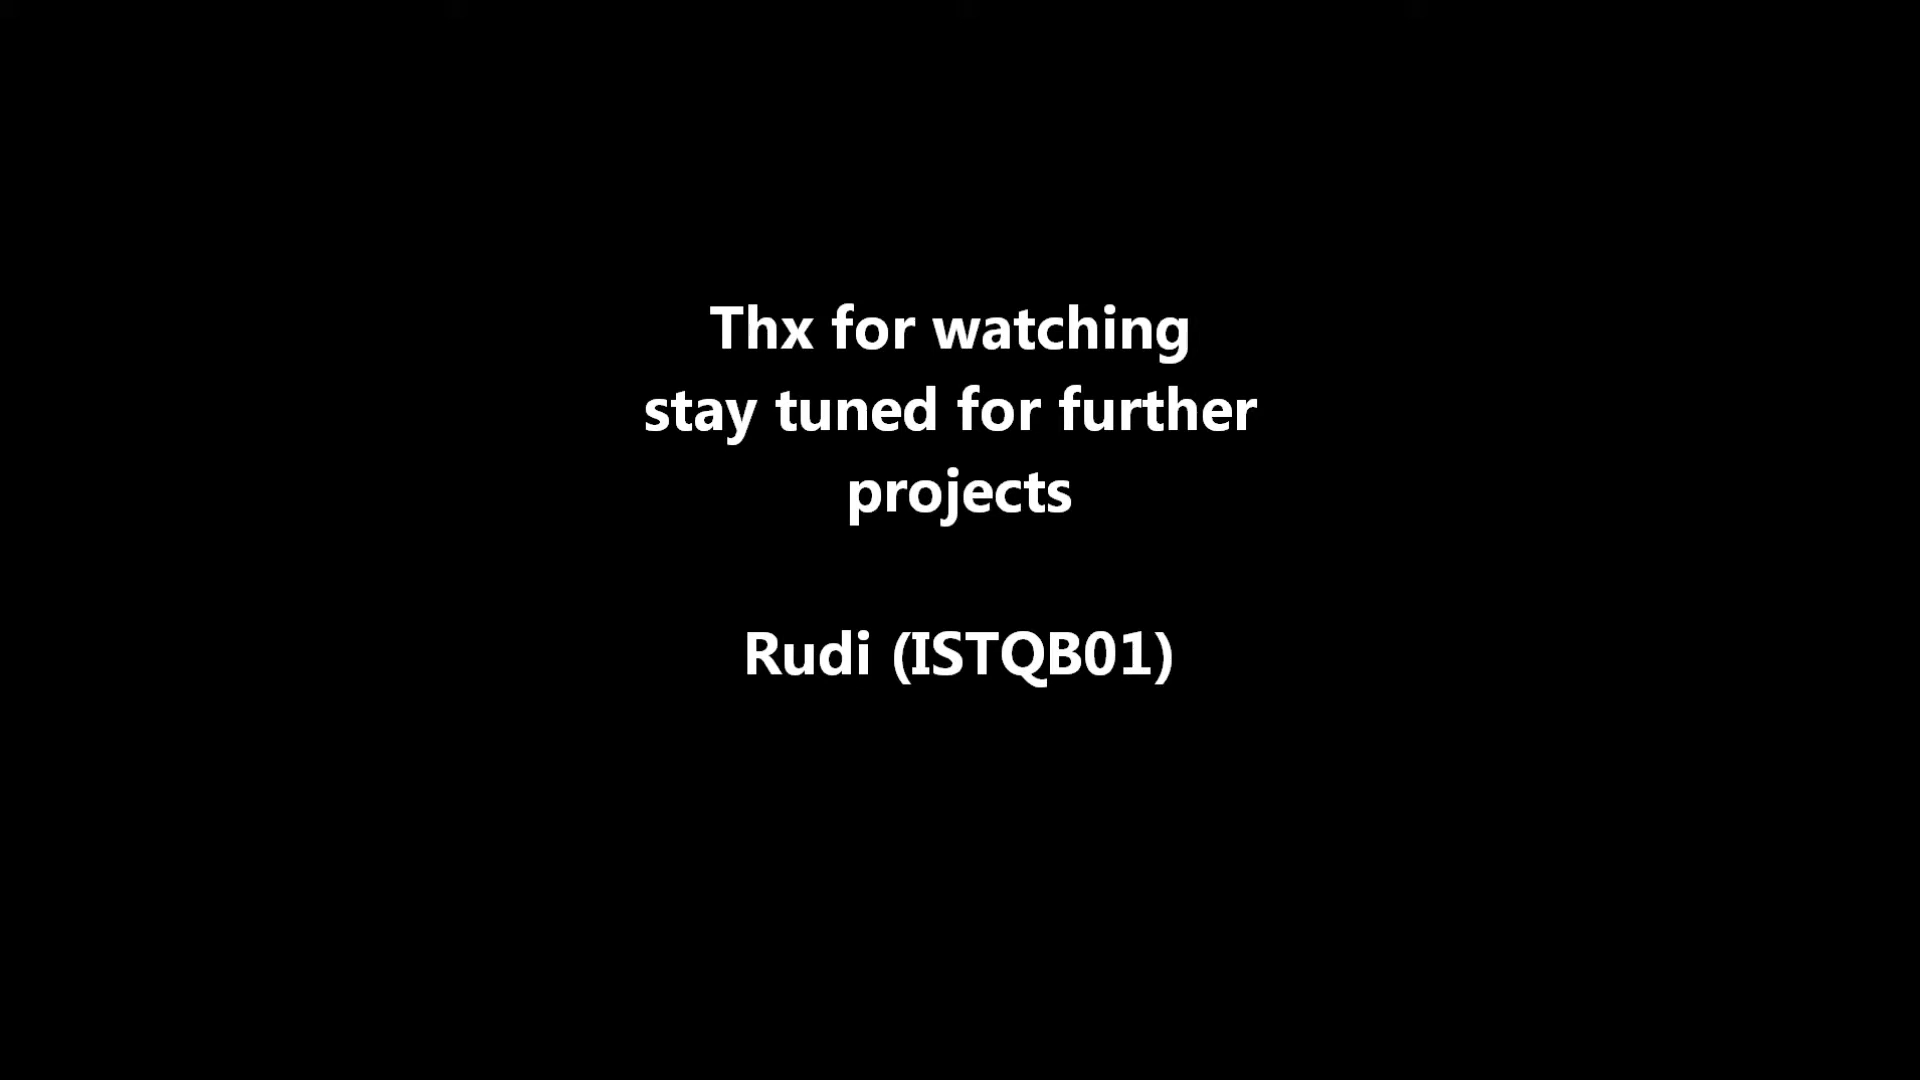 Thx for watching
stay tuned for further
projects
Rudi (ISTQB01)